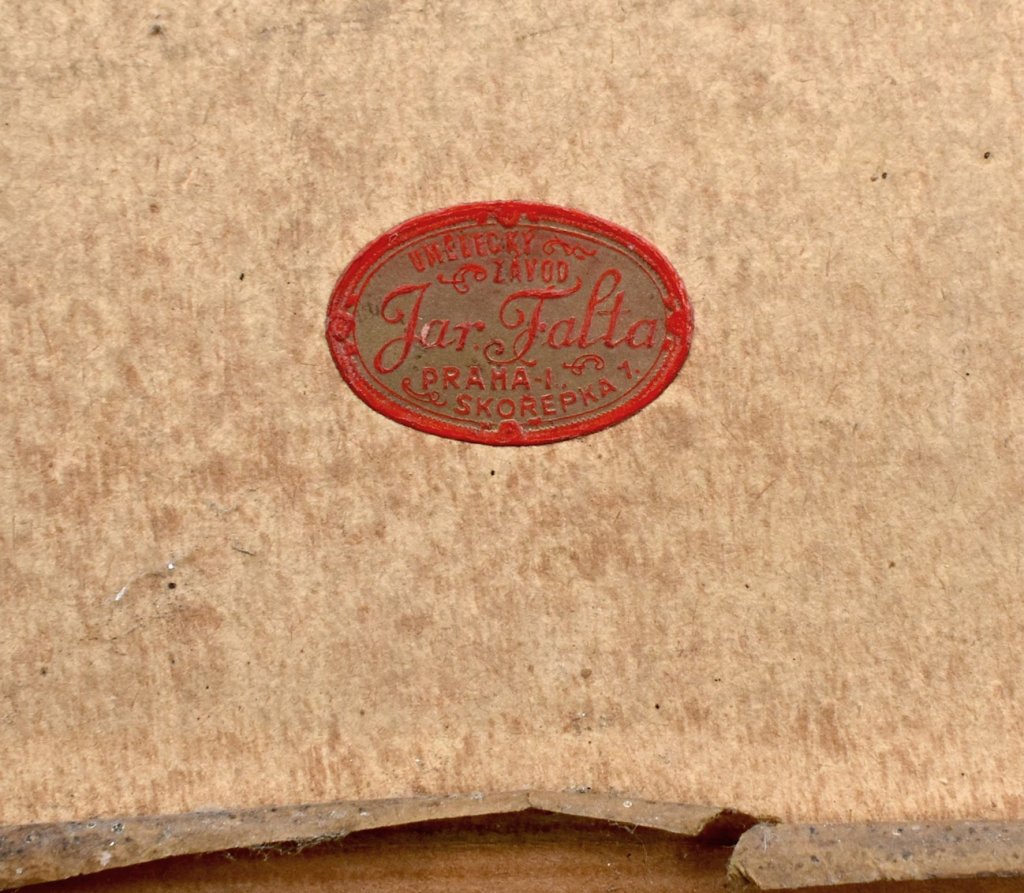 UMĚLECKÝ
ZÁVOD
Jar. Falta
PRAHA-I.
SKOŘEPKA 1.